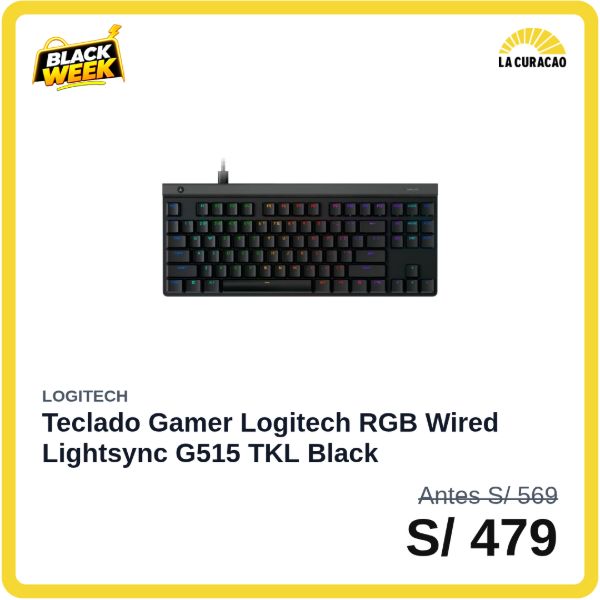 BLACK
WEEK
LA CURACAO
LOGITECH
Teclado Gamer Logitech RGB Wired
Lightsync G515 TKL Black
Antes S/ 569
S/ 479